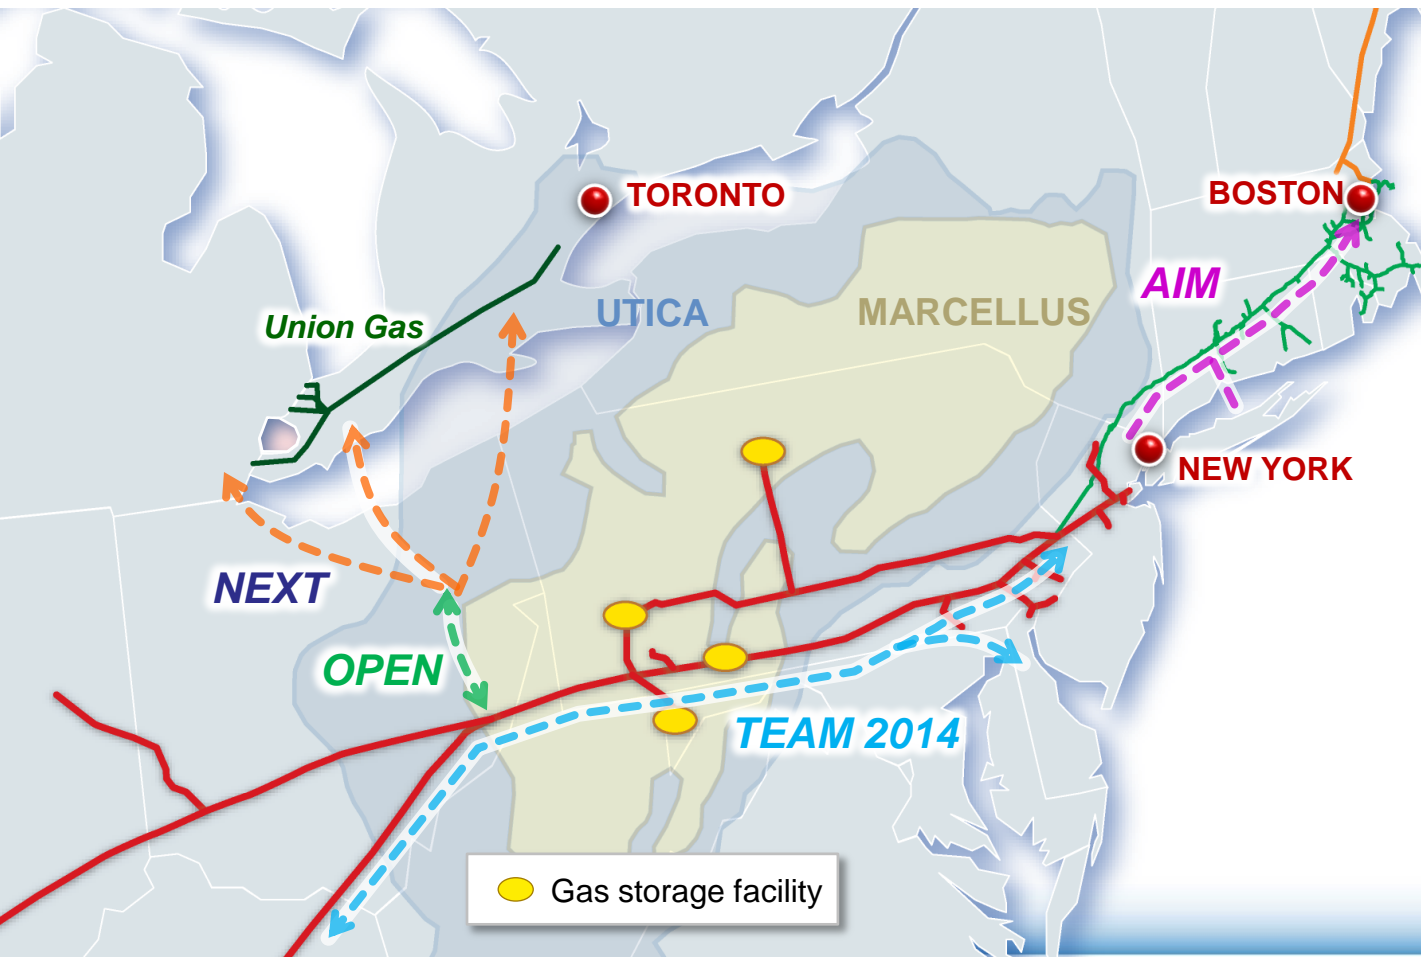 TORONTO
BOSTON
AIM
UTICA
MARCELLUS
Union Gas
NEW YORK
NEXT
OPEN
TEAM 2014
Gas storage facility